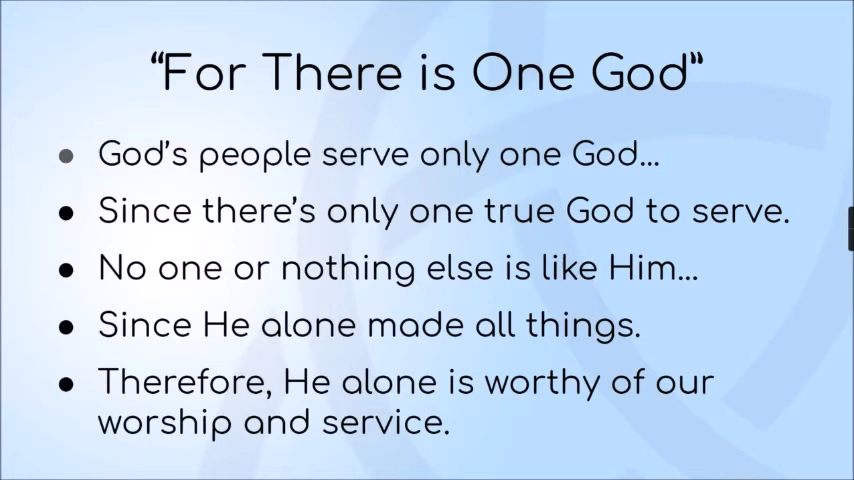 “For There is One God”
● God’s people serve only one God...
● Since there’s only one true God to serve.
● No one or nothing else is like Him...
● Since He alone made all things.
● Therefore, He alone is worthy of our
worship and service.